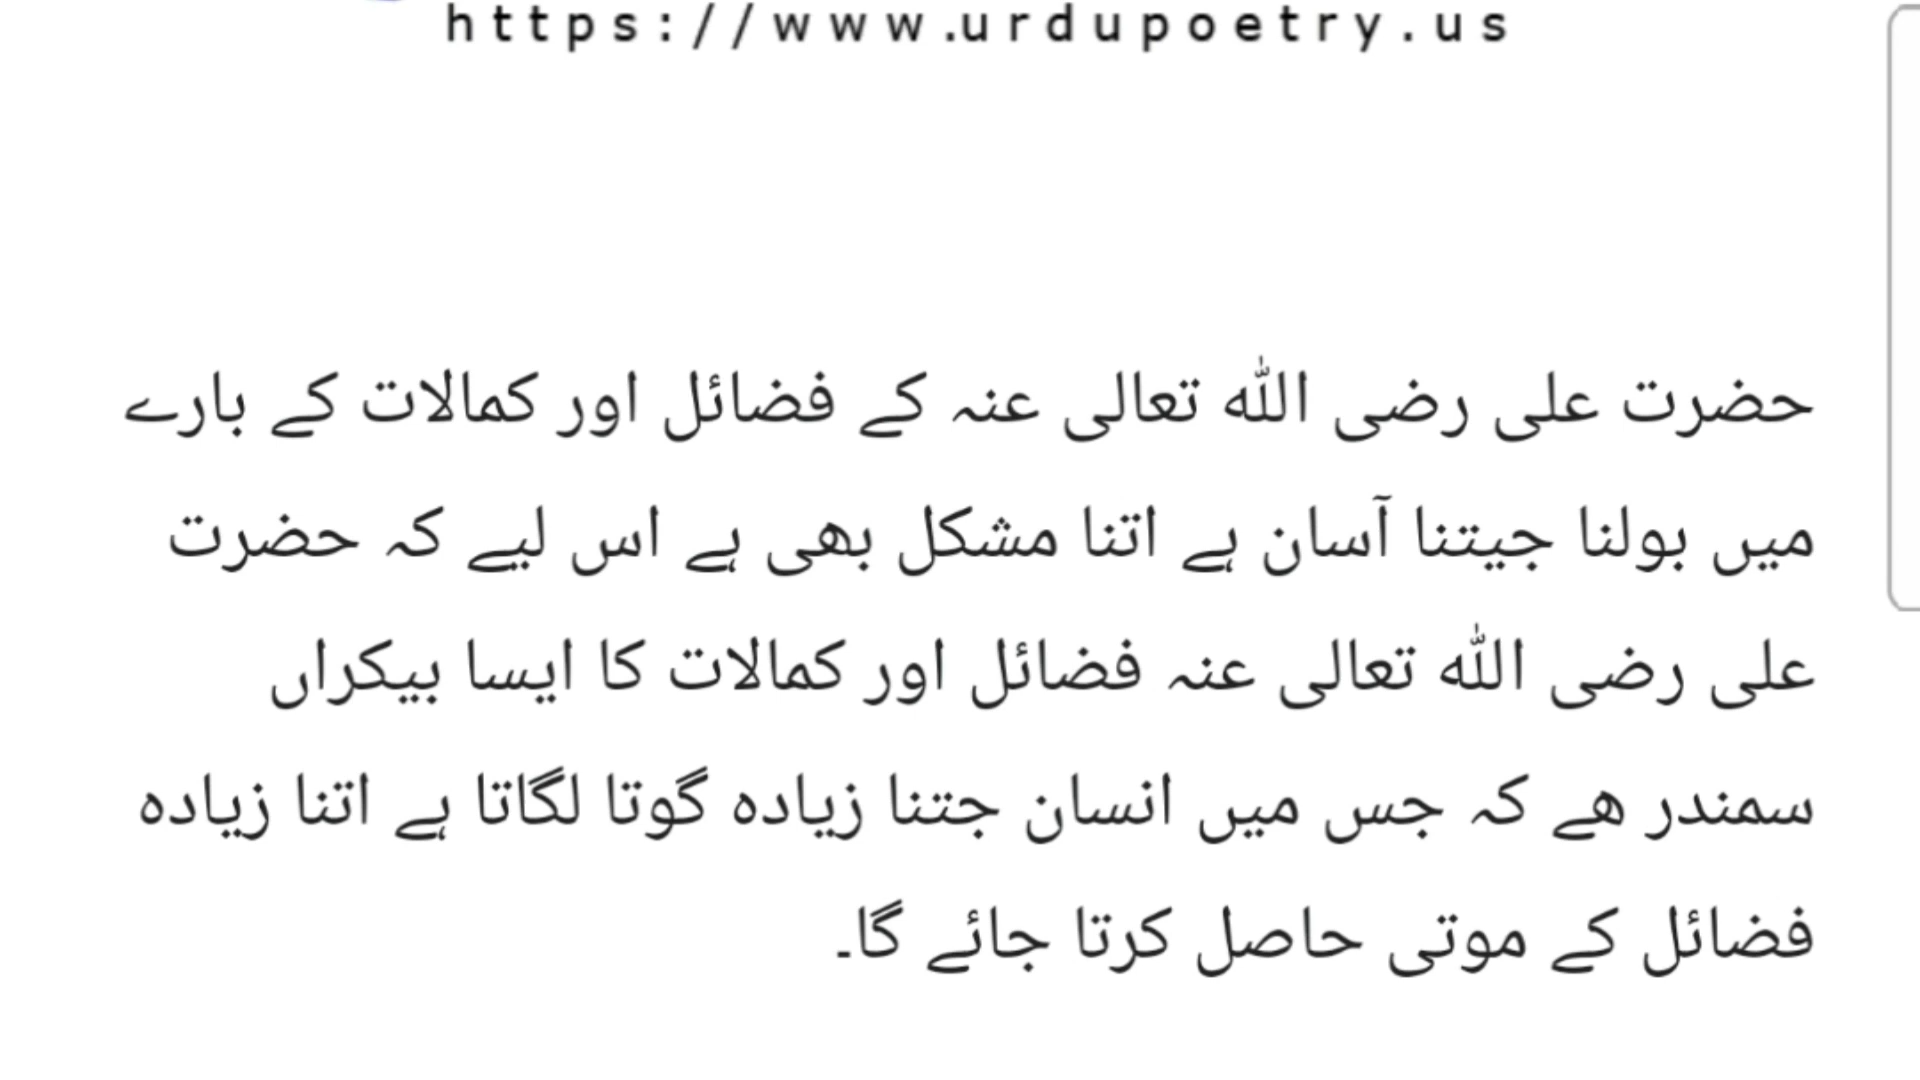 https://www.urdupoetry.us
حضرت علی رضی اللہ تعالی عنہ کے فضائل اور کمالات کے بارے
میں بولنا جیتنا آسان ہے اتنا مشکل بھی ہے اس لیے کہ حضرت
علی رضی اللہ تعالی عنہ فضائل اور کمالات کا ایسا بیکراں
سمندر ھے کہ جس میں انسان جتنا زیادہ گوتا لگاتا ہے اتنا زیادہ
فضائل کے موتی حاصل کرتا جائے گا۔